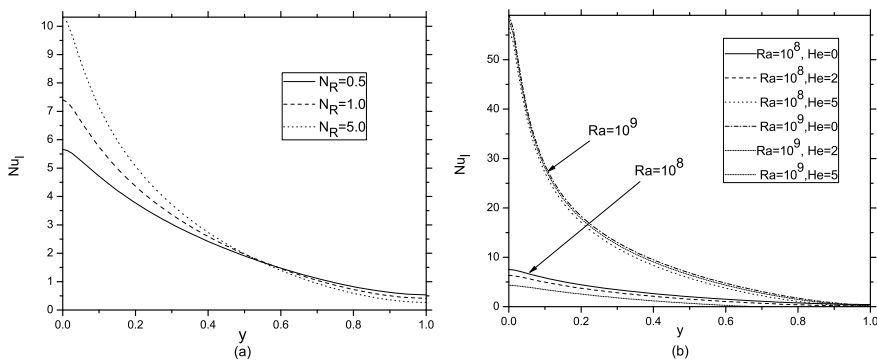 10
9
8
7
6
5
4
3
2
1
0
Nu_l
0.0 0.2 0.4 0.6 0.8 1.0
y
(a)
N_R=0.5
N_R=1.0
N_R=5.0
50
40
30
20
10
0
Nu_l
0.0 0.2 0.4 0.6 0.8 1.0
y
(b)
Ra=10^8, He=0
Ra=10^8,He=2
Ra=10^8,He=5
Ra=10^9, He=0
Ra=10^9, He=2
Ra=10^9,He=5
Ra=10^9
Ra=10^8